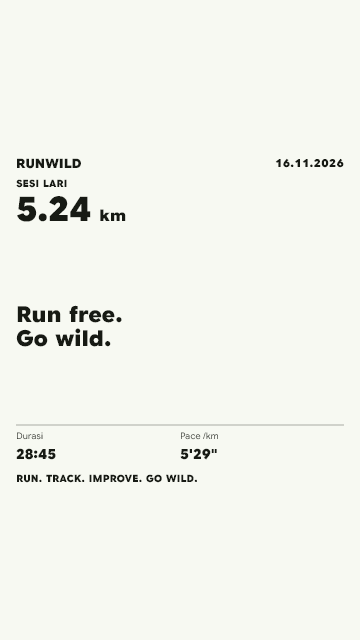 RUNWILD
16.11.2026
SESI LARI
5.24 km
Run free.
Go wild.
Durasi
Pace /km
28:45
5'29"
RUN. TRACK. IMPROVE. GO WILD.